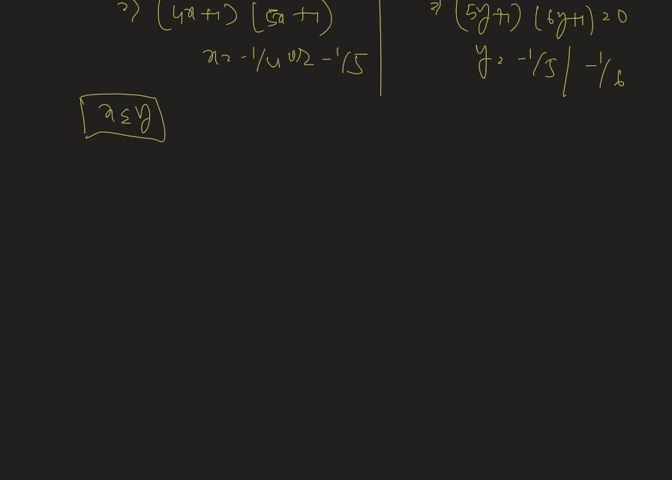 ⇒) (4x+1) (5x+1)
x = -1/4 or -1/5
x ≤ y
⇒) (5y+1) (6y+1) = 0
y = -1/5 | -1/6